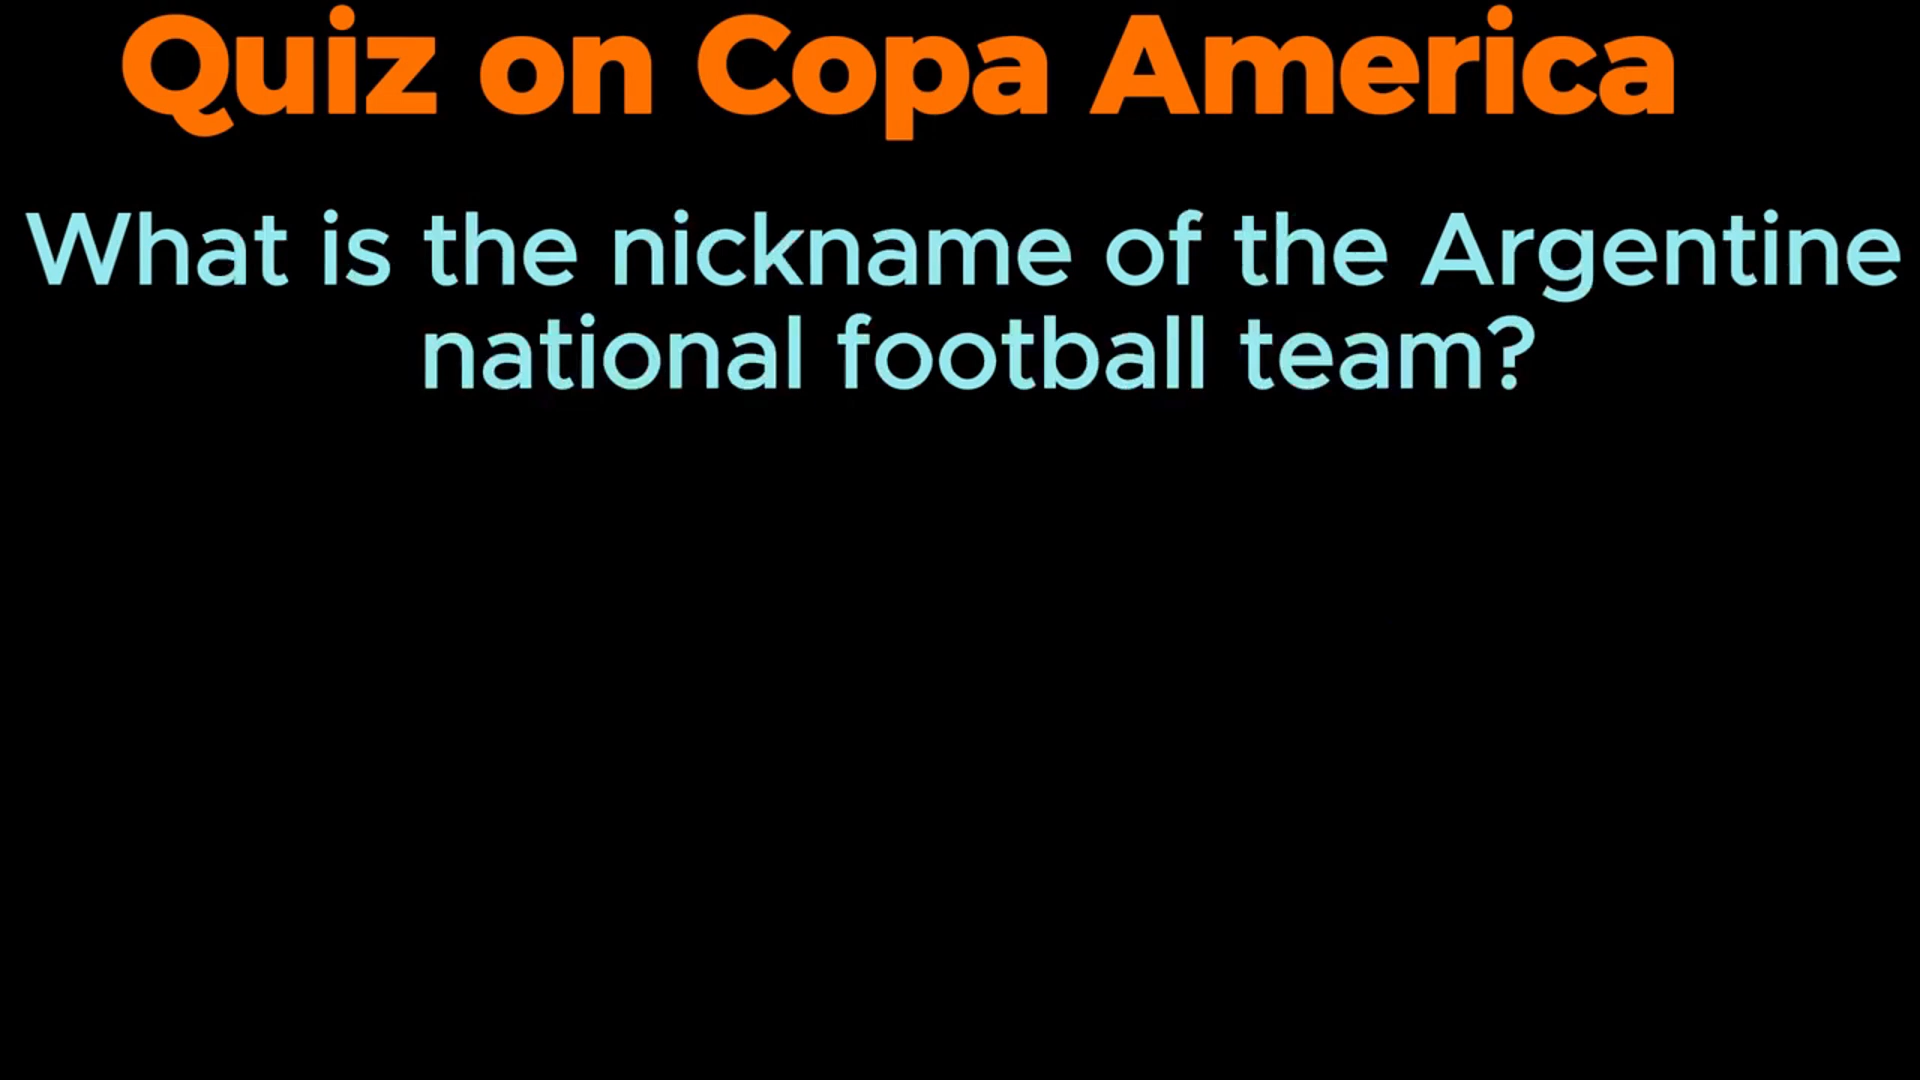 Quiz on Copa America
What is the nickname of the Argentine
national football team?